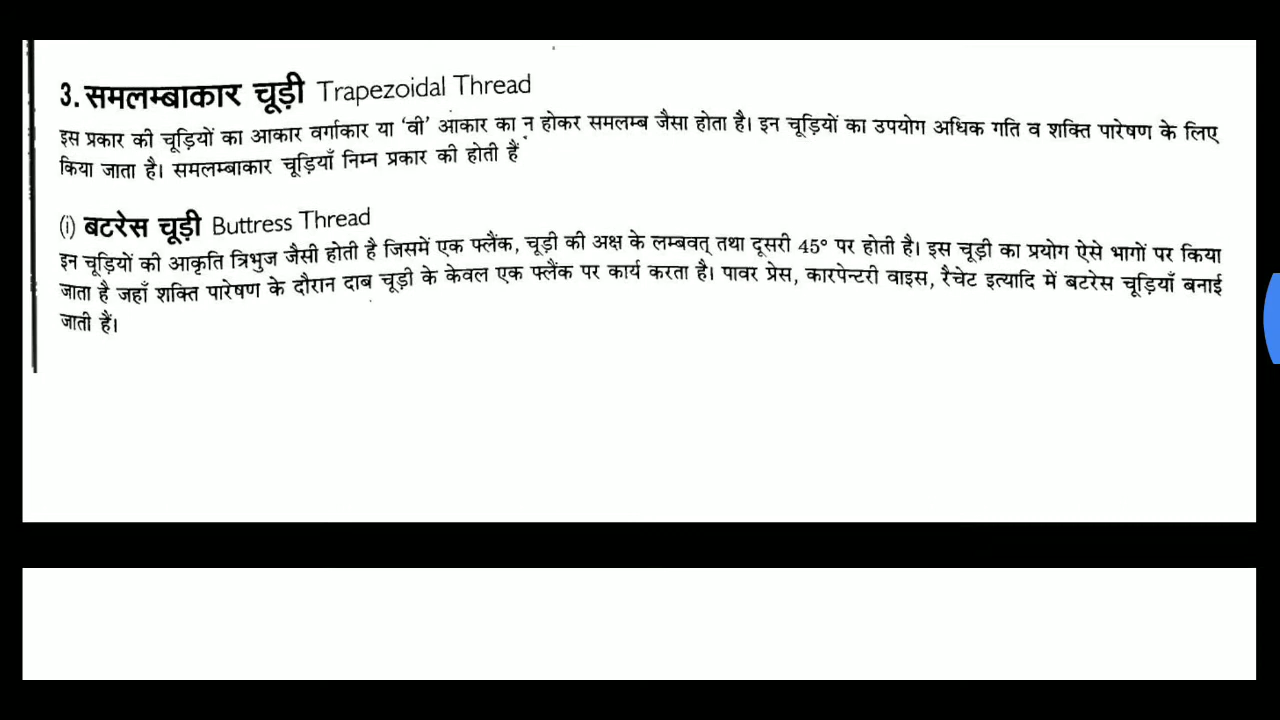 3. समलम्बाकार चूड़ी Trapezoidal Thread
इस प्रकार की चूड़ियों का आकार वर्गाकार या ‘वी’ आकार का न होकर समलम्ब जैसा होता है। इन चूड़ियों का उपयोग अधिक गति व शक्ति पारेषण के लिए
किया जाता है। समलम्बाकार चूड़ियाँ निम्न प्रकार की होती हैं
(i) बटरेस चूड़ी Buttress Thread
इन चूड़ियों की आकृति त्रिभुज जैसी होती है जिसमें एक फ्लैंक, चूड़ी की अक्ष के लम्बवत् तथा दूसरी 45° पर होती है। इस चूड़ी का प्रयोग ऐसे भागों पर किया
जाता है जहाँ शक्ति पारेषण के दौरान दाब चूड़ी के केवल एक फ्लैंक पर कार्य करता है। पावर प्रेस, कारपेन्टरी वाइस, रैचेट इत्यादि में बटरेस चूड़ियाँ बनाई
जाती हैं।